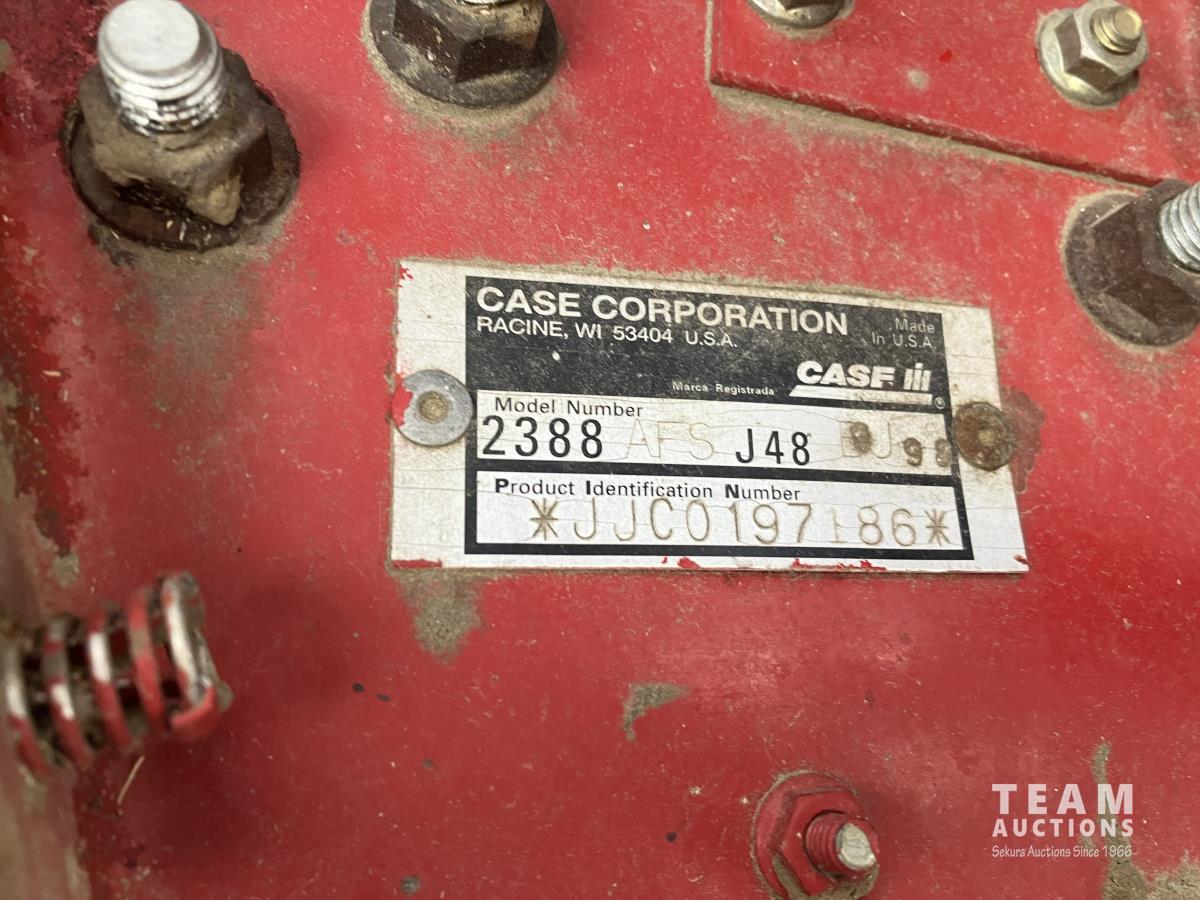 CASE CORPORATION
RACINE, WI 53404 U.S.A.
Made
In U.S.A.
CASE IH
Marca Registrada
®
Model Number
2388 AFS J48 98
Product Identification Number
*JJC0197186*
TEAM
AUCTIONS
Sekura Auctions Since 1966